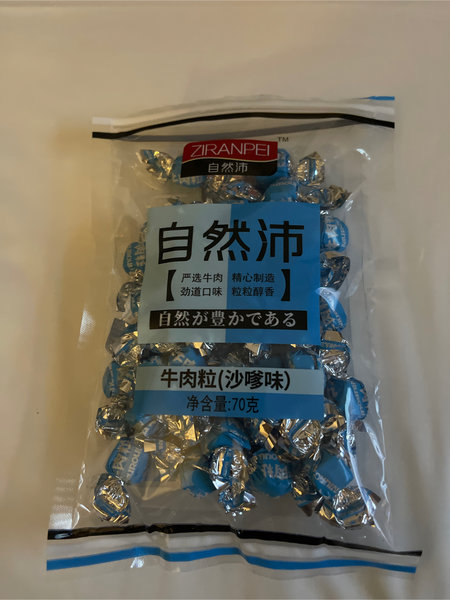 ZIRANPEI
TM
自然沛
自然沛
【严选牛肉 精心制造
劲道口味 粒粒醇香】
自然が豊かである
牛肉粒(沙嗲味)
净含量:70克